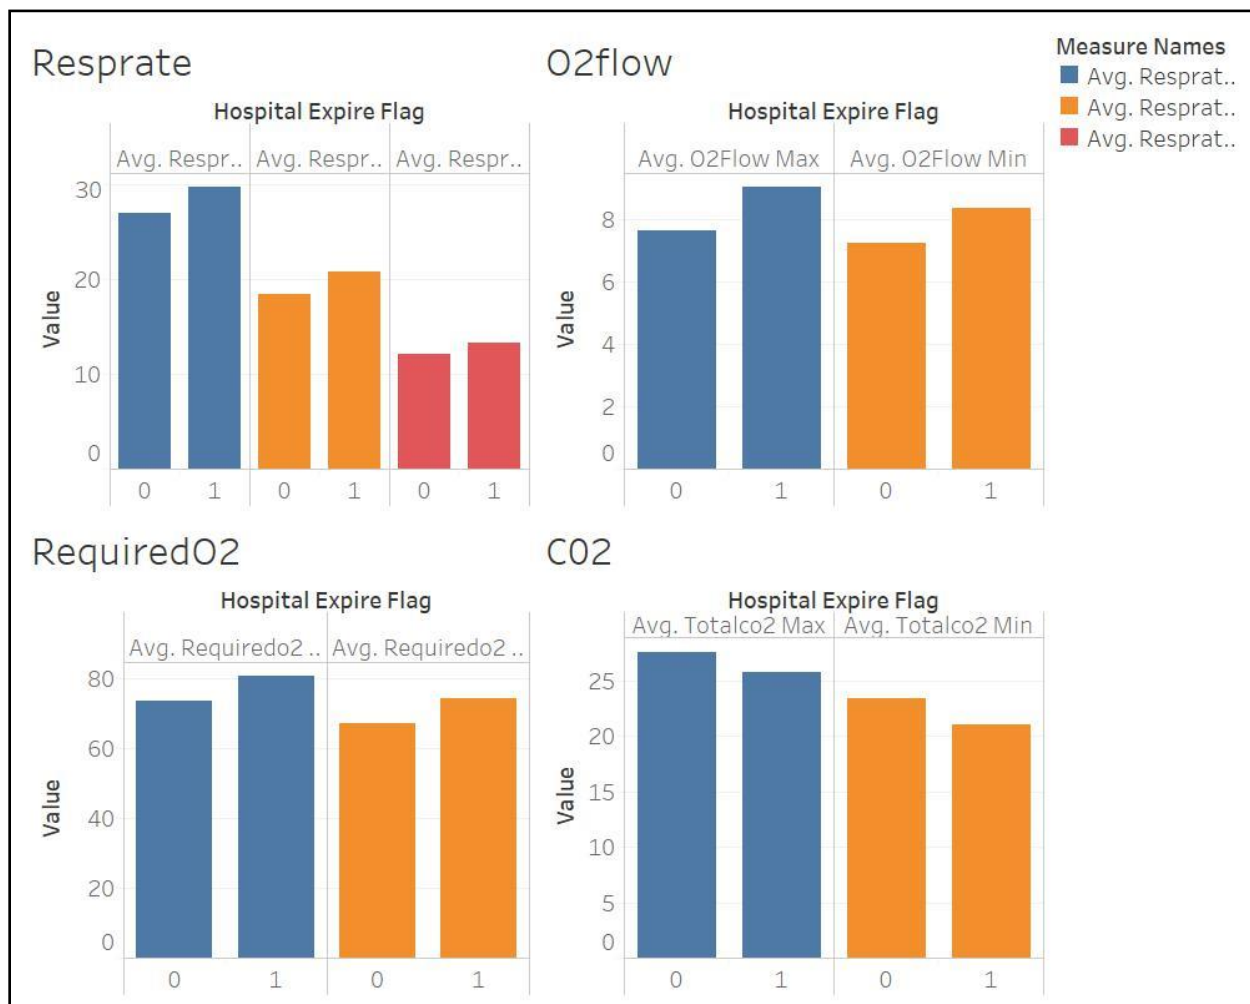 Resprate
Hospital Expire Flag
Avg. Respr.. Avg. Respr.. Avg. Respr..
30
20
10
0
Value
0 1 0 1 0 1
O2flow
Hospital Expire Flag
Avg. O2Flow Max Avg. O2Flow Min
8
6
4
2
0
Value
0 1 0 1
Measure Names
Avg. Resprat..
Avg. Resprat..
Avg. Resprat..
RequiredO2
Hospital Expire Flag
Avg. Requiredo2 .. Avg. Requiredo2 ..
80
60
40
20
0
Value
0 1 0 1
C02
Hospital Expire Flag
Avg. Totalco2 Max Avg. Totalco2 Min
25
20
15
10
5
0
Value
0 1 0 1